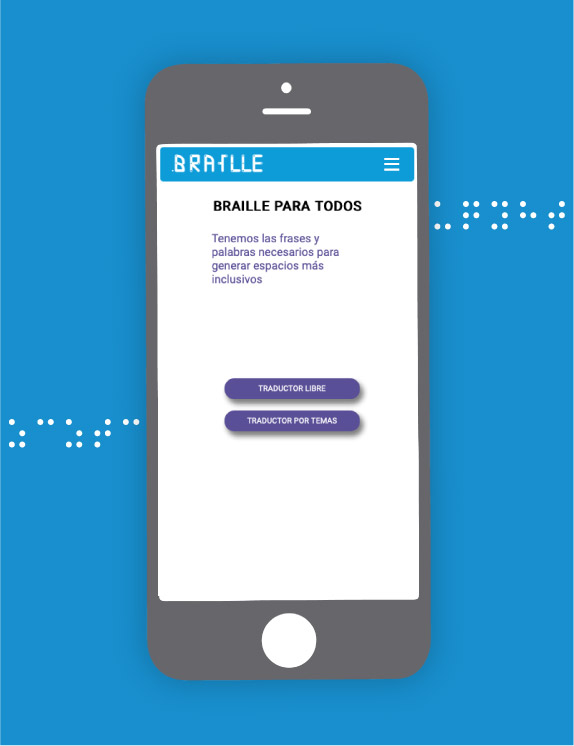 BRAILLE
BRAILLE PARA TODOS
Tenemos las frases y
palabras necesarios para
generar espacios más
inclusivos
TRADUCTOR LIBRE
TRADUCTOR POR TEMAS